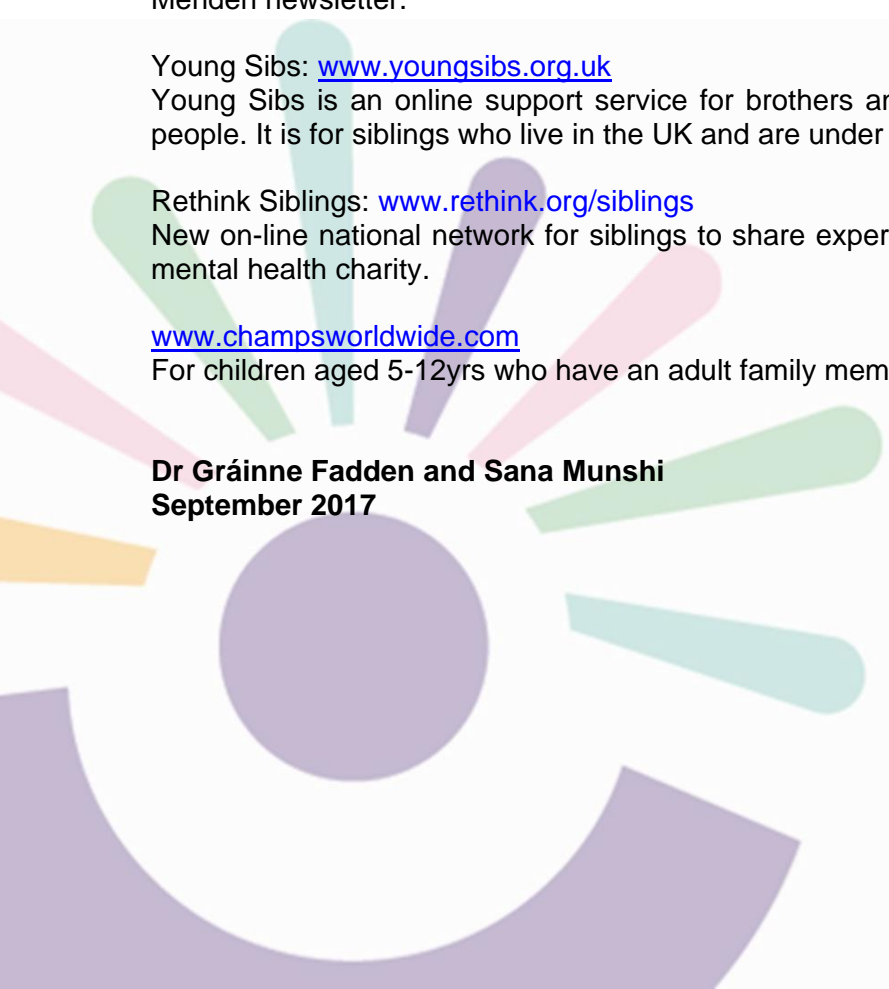 Meriden newsletter.
Young Sibs: www.youngsibs.org.uk
Young Sibs is an online support service for brothers
people. It is for siblings who live in the UK and are under
Rethink Siblings: www.rethink.org/siblings
New on-line national network for siblings to share
mental health charity.
www.champsworldwide.com
For children aged 5-12yrs who have an adult family
Dr Gráinne Fadden and Sana Munshi
September 2017